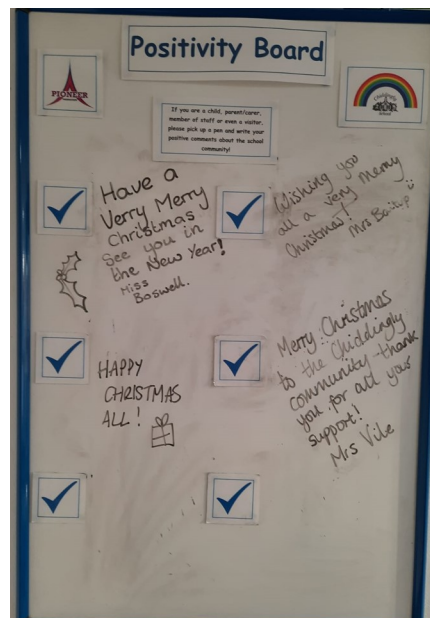 Positivity Board
PIONEER
If you are a child, parent/carer,
member of staff or even a visitor,
please pick up a pen and write your
positive comments about the school
community!
Have a
Verry Merry
Christmas
See you in
the New Year!
Miss
Boswell.
Wishing you
all a very merry
Christmas!
Mrs
HAPPY
CHRISTMAS
ALL!
Merry Christmas
to the Chiddingly
community - thank
you for all your
support!
Mrs Vile